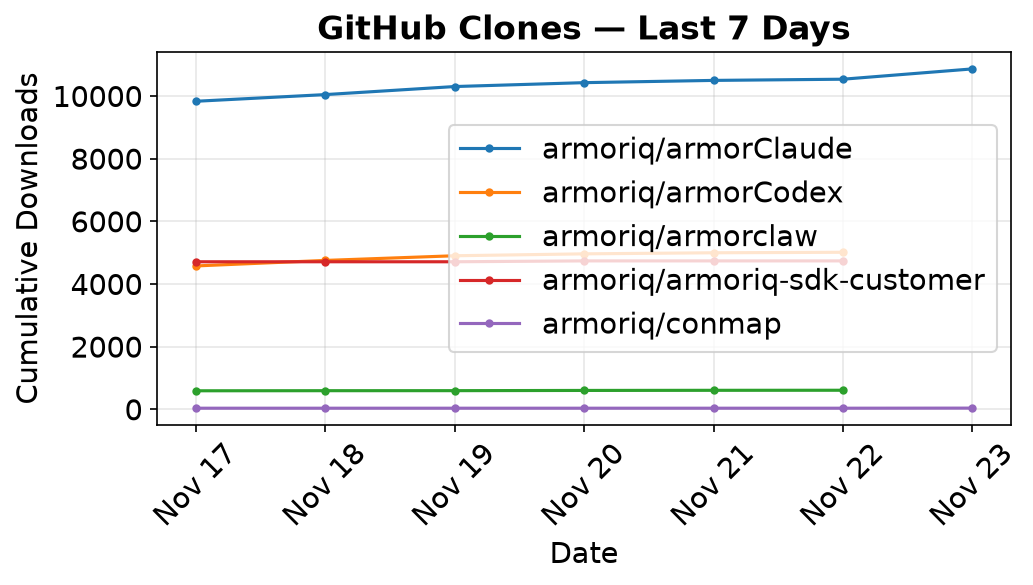 GitHub Clones — Last 7 Days
Cumulative Downloads
10000
8000
6000
4000
2000
0
armoriq/armorClaude
armoriq/armorCodex
armoriq/armorclaw
armoriq/armoriq-sdk-customer
armoriq/conmap
Nov 17
Nov 18
Nov 19
Nov 20
Nov 21
Nov 22
Nov 23
Date